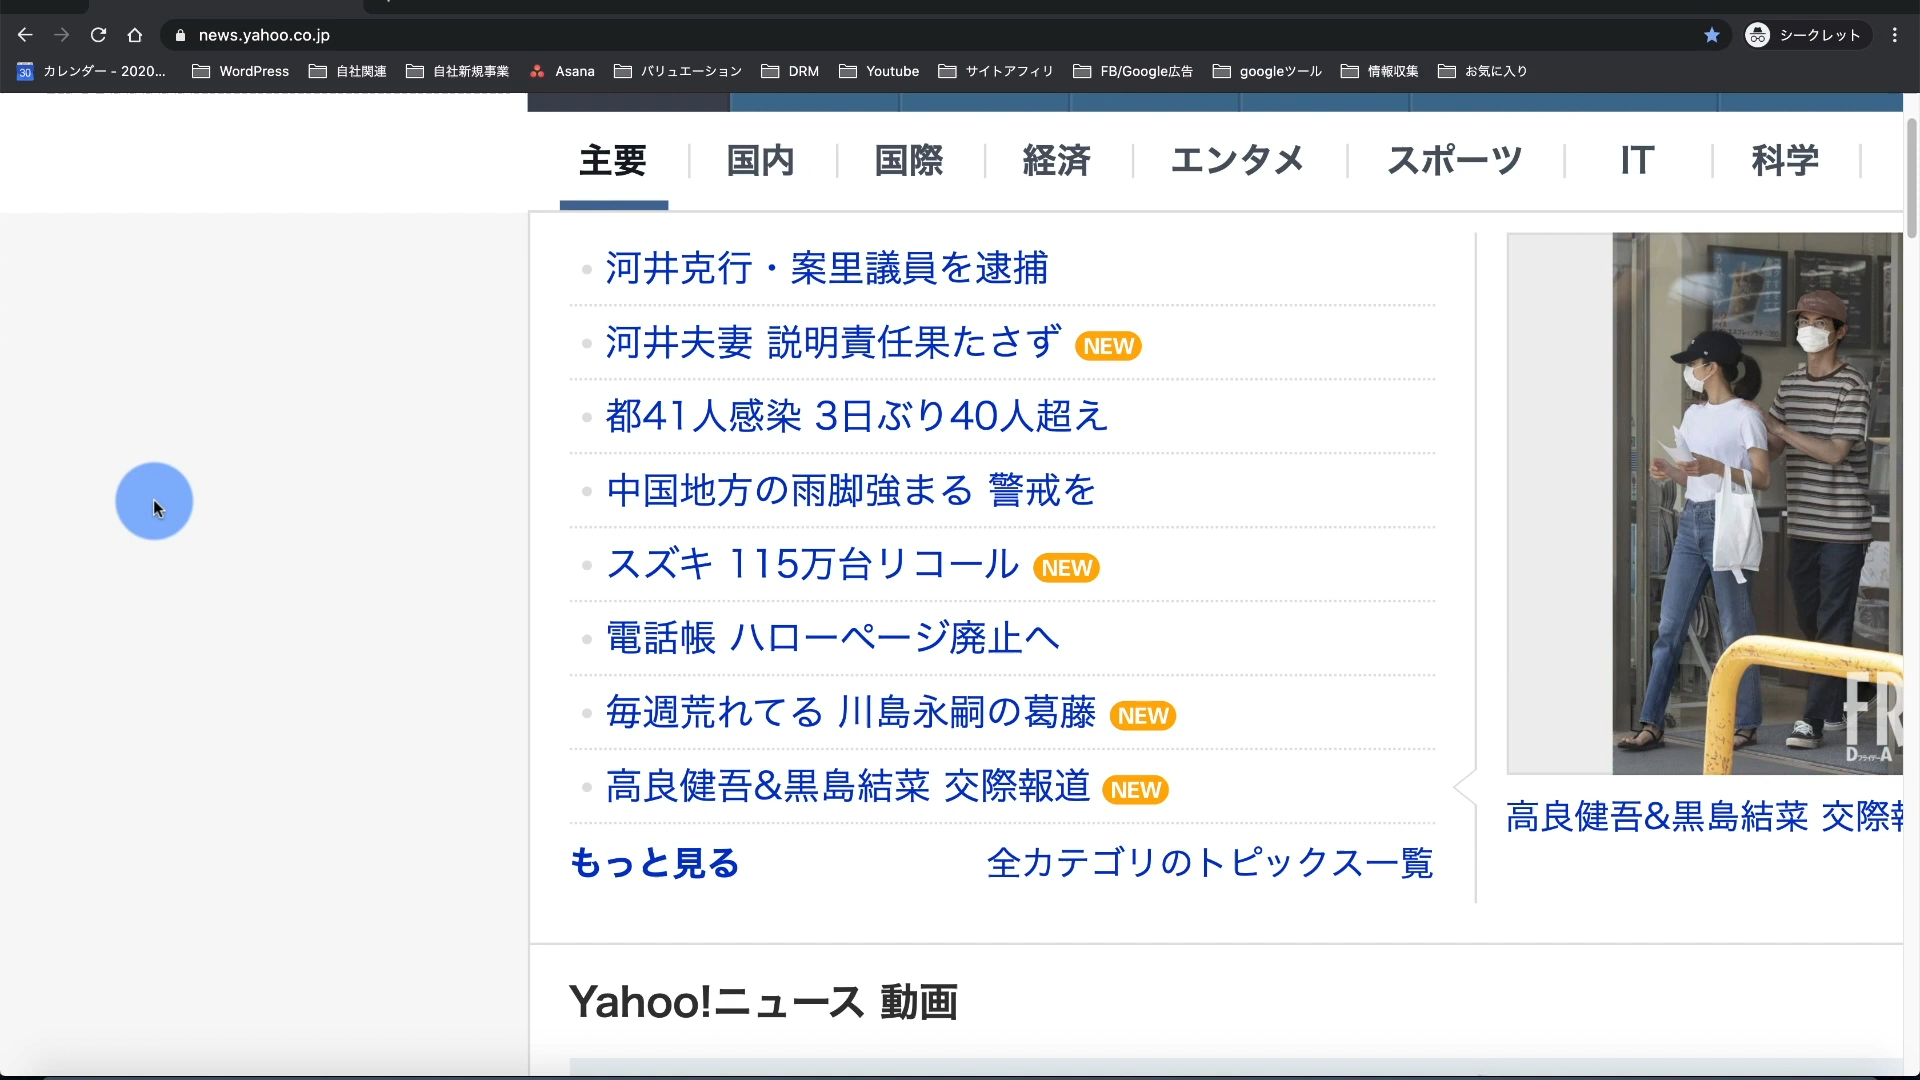 news.yahoo.co.jp
シークレット
30 カレンダー - 2020... WordPress 自社関連 自社新規事業 Asana バリュエーション DRM Youtube サイトアフィリ FB/Google広告 googleツール 情報収集 お気に入り
主要 国内 国際 経済 エンタメ スポーツ IT 科学
河井克行・案里議員を逮捕
河井夫妻 説明責任果たさず NEW
都41人感染 3日ぶり40人超え
中国地方の雨脚強まる 警戒を
スズキ 115万台リコール NEW
電話帳 ハローページ廃止へ
毎週荒れてる 川島永嗣の葛藤 NEW
高良健吾&黒島結菜 交際報道 NEW
もっと見る 全カテゴリのトピックス一覧
FR
高良健吾&黒島結菜 交際
Yahoo!ニュース 動画